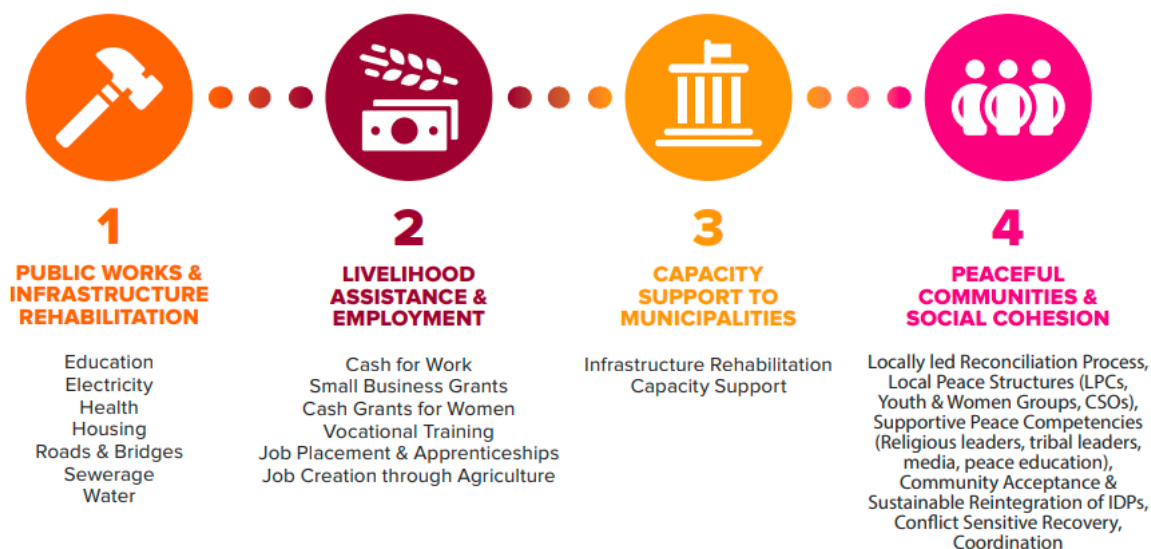 1
PUBLIC WORKS &
INFRASTRUCTURE
REHABILITATION
Education
Electricity
Health
Housing
Roads & Bridges
Sewerage
Water
2
LIVELIHOOD
ASSISTANCE &
EMPLOYMENT
Cash for Work
Small Business Grants
Cash Grants for Women
Vocational Training
Job Placement & Apprenticeships
Job Creation through Agriculture
3
CAPACITY
SUPPORT TO
MUNICIPALITIES
Infrastructure Rehabilitation
Capacity Support
4
PEACEFUL
COMMUNITIES &
SOCIAL COHESION
Locally led Reconciliation Process,
Local Peace Structures (LPCs,
Youth & Women Groups, CSOs),
Supportive Peace Competencies
(Religious leaders, tribal leaders,
media, peace education),
Community Acceptance &
Sustainable Reintegration of IDPs,
Conflict Sensitive Recovery,
Coordination